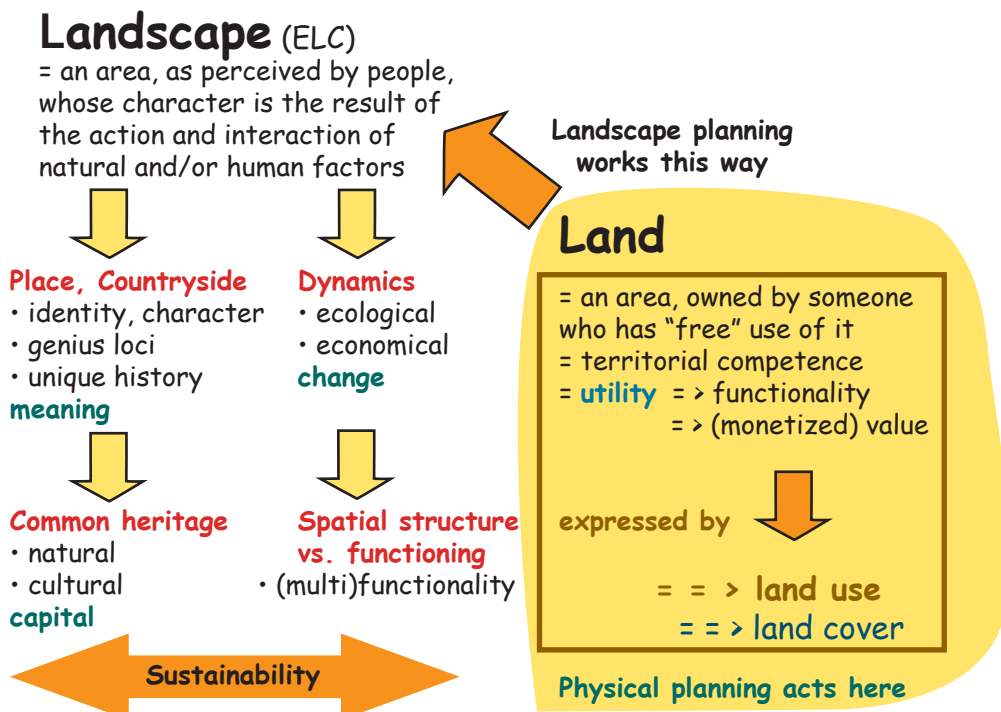 Landscape (ELC)
= an area, as perceived by people,
whose character is the result of
the action and interaction of
natural and/or human factors
Place, Countryside
• identity, character
• genius loci
• unique history
meaning
Common heritage
• natural
• cultural
capital
Dynamics
• ecological
• economical
change
Spatial structure
vs. functioning
• (multi)functionality
Sustainability
Landscape planning
works this way
Land
= an area, owned by someone
who has “free” use of it
= territorial competence
= utility = > functionality
= > (monetized) value
expressed by
= = > land use
= = > land cover
Physical planning acts here